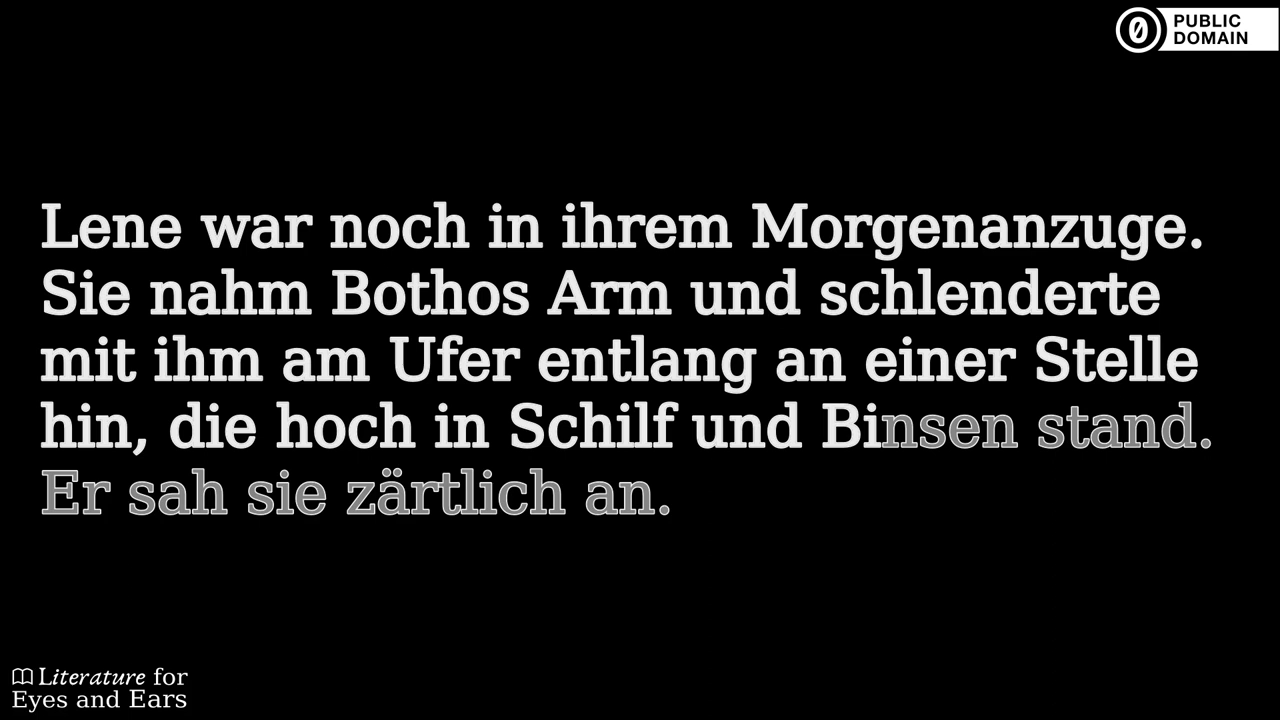 PUBLIC
DOMAIN
Lene war noch in ihrem Morgenanzuge.
Sie nahm Bothos Arm und schlenderte
mit ihm am Ufer entlang an einer Stelle
hin, die hoch in Schilf und Binsen stand.
Er sah sie zärtlich an.
Literature for
Eyes and Ears